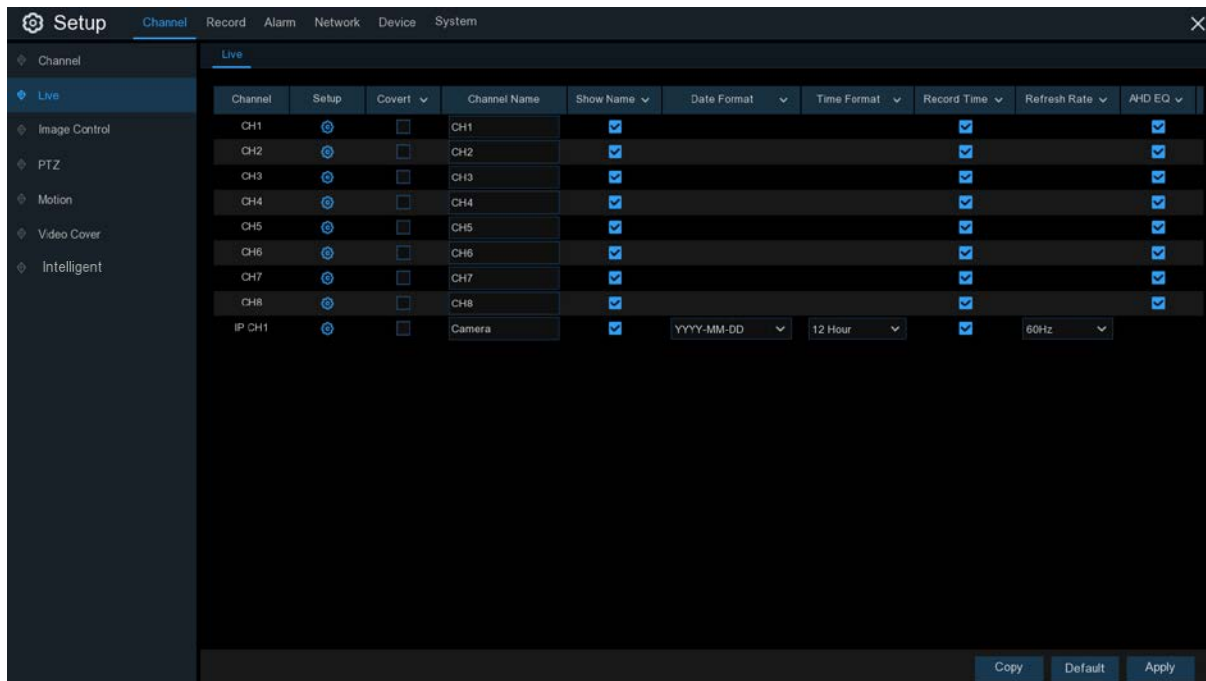 Setup Channel Record Alarm Network Device System
Channel
Live
Image Control
PTZ
Motion
Video Cover
Intelligent
Live
Channel Setup Covert Channel Name Show Name Date Format Time Format Record Time Refresh Rate AHD EQ
CH1 CH1
CH2 CH2
CH3 CH3
CH4 CH4
CH5 CH5
CH6 CH6
CH7 CH7
CH8 CH8
IP CH1 Camera YYYY-MM-DD 12 Hour 60Hz
Copy Default Apply